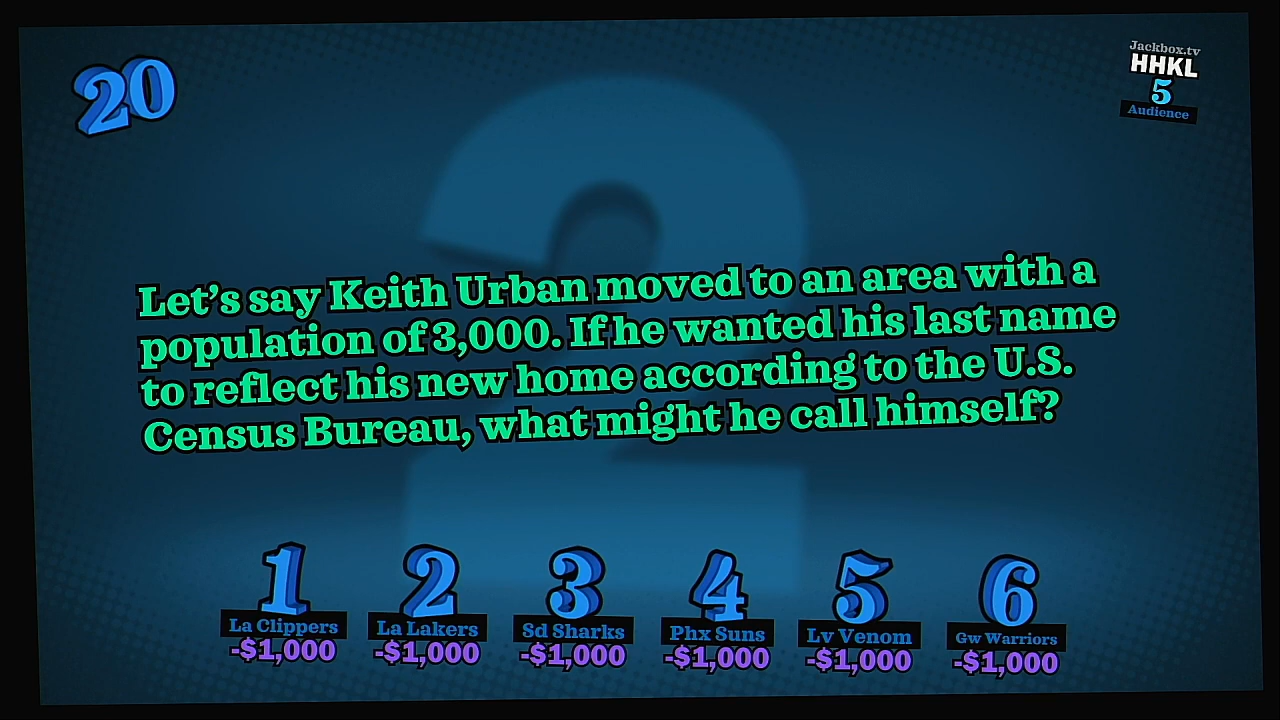 20
Jackbox.tv
HHKL
5
Audience
Let's say Keith Urban moved to an area with a
population of 3,000. If he wanted his last name
to reflect his new home according to the U.S.
Census Bureau, what might he call himself?
1 2 3 4 5 6
La Clippers La Lakers Sd Sharks Phx Suns Lv Venom Gw Warriors
-$1,000 -$1,000 -$1,000 -$1,000 -$1,000 -$1,000